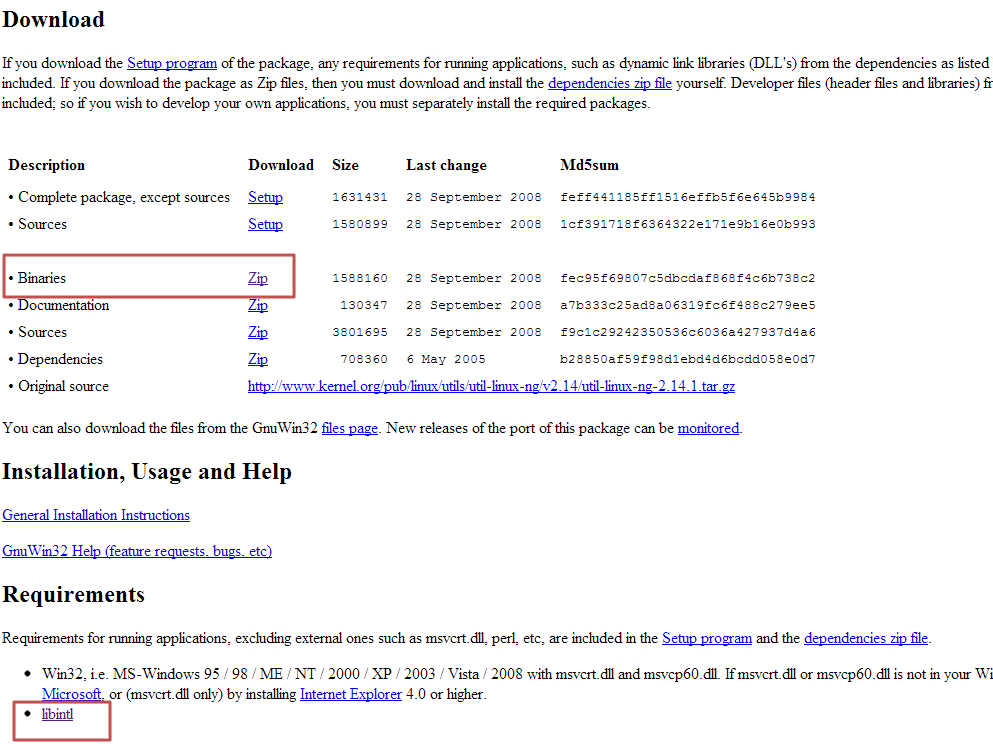 Download
If you download the Setup program of the package, any requirements for running applications, such as dynamic link libraries (DLL's) from the dependencies as listed
included. If you download the package as Zip files, then you must download and install the dependencies zip file yourself. Developer files (header files and libraries)
included; so if you wish to develop your own applications, you must separately install the required packages.
Description Download Size Last change Md5sum
• Complete package, except sources Setup 1631431 28 September 2008 feff441185ff1516effb5f6e645b9984
• Sources Setup 1580899 28 September 2008 1cf391718f6364322e171e9b16e0b993
• Binaries Zip 1588160 28 September 2008 fec95f69807c5dbcdaf868f4c6b738c2
• Documentation Zip 130347 28 September 2008 a7b333c25ad8a06319fc6f488c279ee5
• Sources Zip 3801695 28 September 2008 f9c1c29242350536c6036a427937d4a6
• Dependencies Zip 708360 6 May 2005 b28850af59f98d1ebd4d6bcdd058e0d7
• Original source http://www.kernel.org/pub/linux/utils/util-linux-ng/v2.14/util-linux-ng-2.14.1.tar.gz
You can also download the files from the GnuWin32 files page. New releases of the port of this package can be monitored.
Installation, Usage and Help
General Installation Instructions
GnuWin32 Help (feature requests, bugs, etc)
Requirements
Requirements for running applications, excluding external ones such as msvcrt.dll, perl, etc, are included in the Setup program and the dependencies zip file.
• Win32, i.e. MS-Windows 95 / 98 / ME / NT / 2000 / XP / 2003 / Vista / 2008 with msvcrt.dll and msvcp60.dll. If msvcrt.dll or msvcp60.dll is not in your
Microsoft, or (msvcrt.dll only) by installing Internet Explorer 4.0 or higher.
• libintl